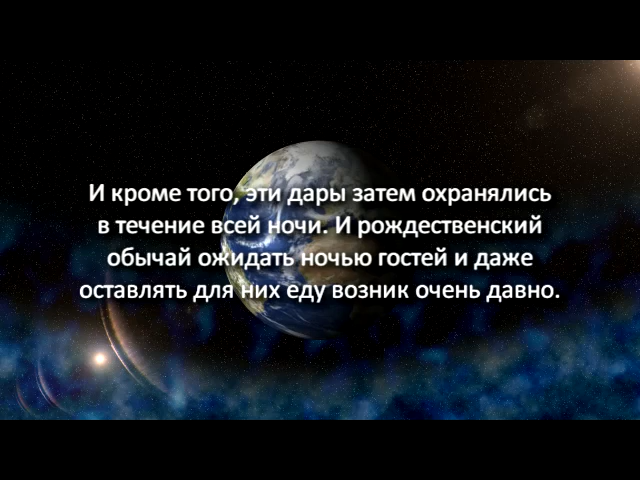 И кроме того, эти дары затем охранялись
в течение всей ночи. И рождественский
обычай ожидать ночью гостей и даже
оставлять для них еду возник очень давно.